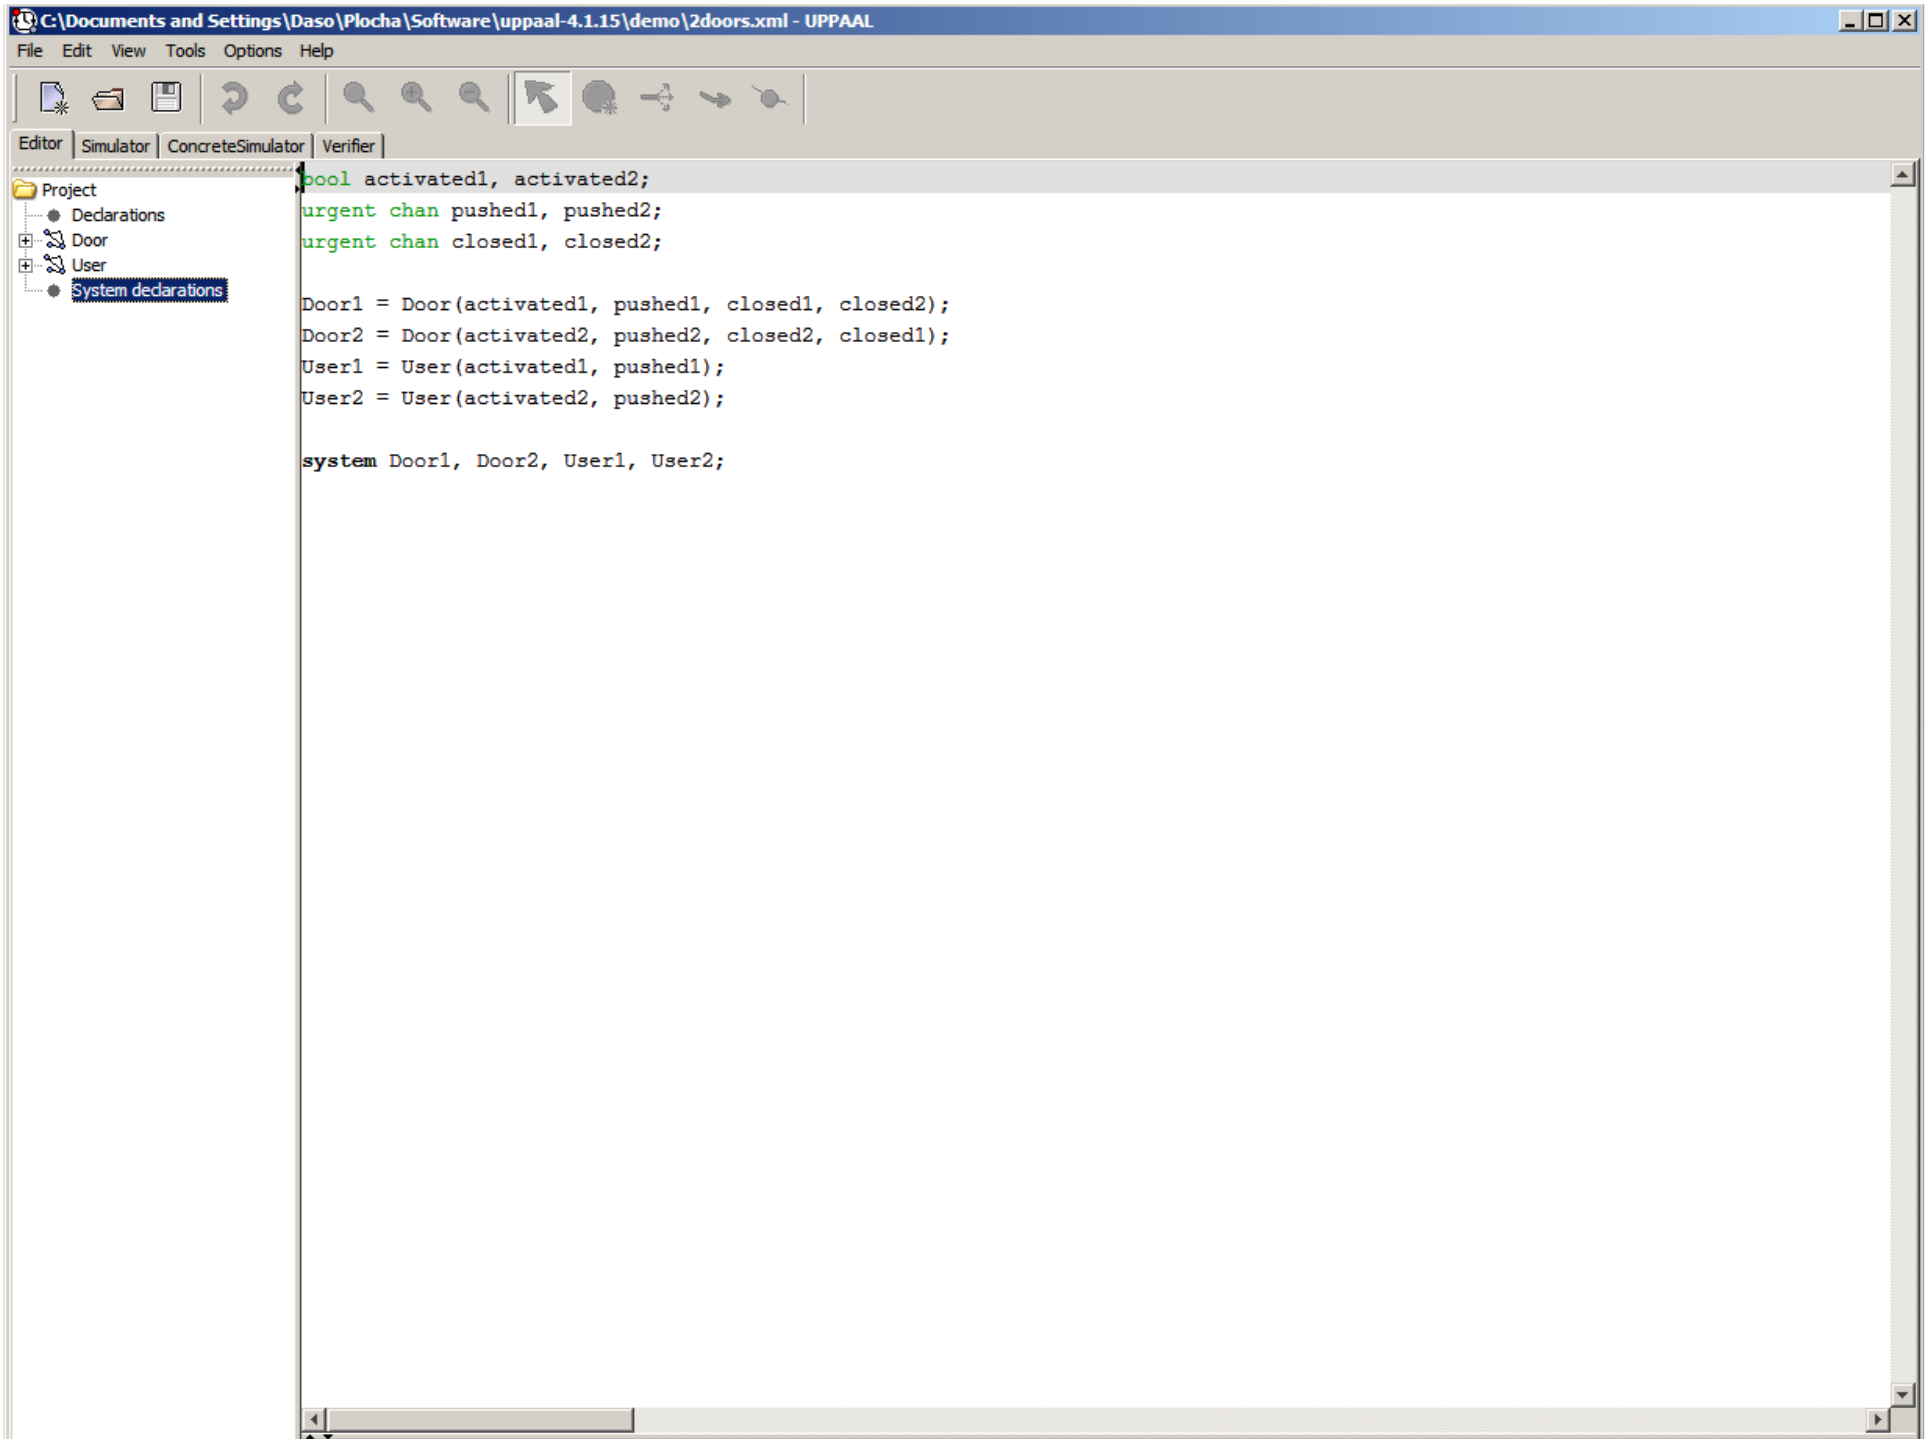 C:\Documents and Settings\Daso\Plocha\Software\uppaal-4.1.15\demo\2doors.xml - UPPAAL
File Edit View Tools Options Help
Editor Simulator ConcreteSimulator Verifier
Project
Declarations
Door
User
System declarations
bool activated1, activated2;
urgent chan pushed1, pushed2;
urgent chan closed1, closed2;
Door1 = Door(activated1, pushed1, closed1, closed2);
Door2 = Door(activated2, pushed2, closed2, closed1);
User1 = User(activated1, pushed1);
User2 = User(activated2, pushed2);
system Door1, Door2, User1, User2;